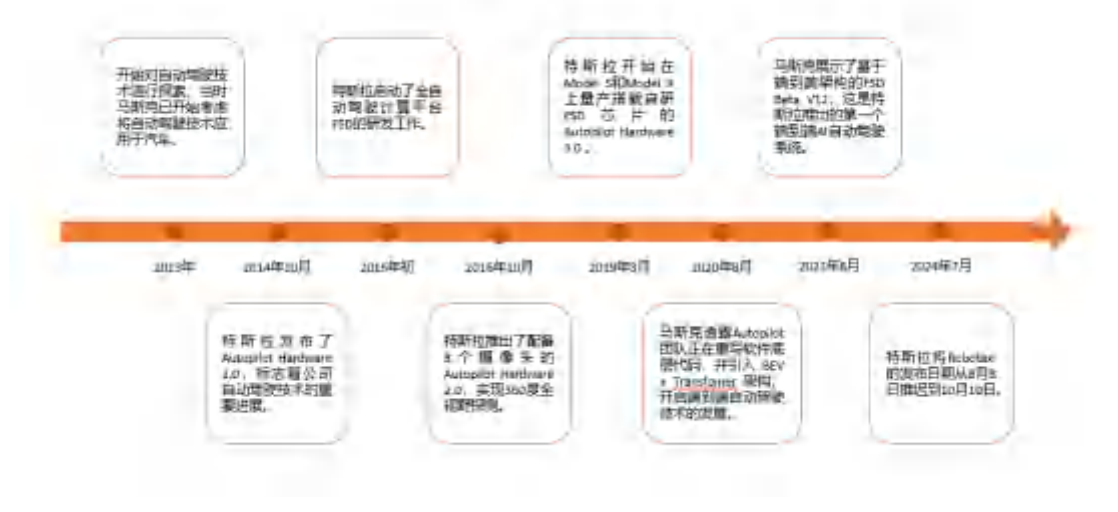 开始对自动驾驶技
术进行探索，当时
马斯克已开始考虑
将自动驾驶技术应
用于汽车。
特斯拉启动了全自
动驾驶计算平台
FSD的研发工作。
特斯拉开始在
Model S和Model X
上量产搭载自研
FSD芯片的
Autopilot Hardware
3.0。
马斯克展示了基于
端到端架构的FSD
Beta V12，这是特
斯拉推出的第一个
端到端AI自动驾驶
系统。
2013年
2014年10月
2015年初
2016年10月
2019年3月
2020年8月
年8月
2024年7月
特斯拉发布了
Autopilot Hardware
1.0，标志着公司
自动驾驶技术的重
要进展。
特斯拉推出了配备
8个摄像头的
Autopilot Hardware
2.0，实现360度全
视野探测。
马斯克透露Autopilot
团队正在重写软件底
层代码，并引入 BEV
+ Transformer 架构，
开启端到端自动驾驶
技术的发展。
特斯拉将Robotaxi
的发布日期从8月8
日推迟到10月10日。